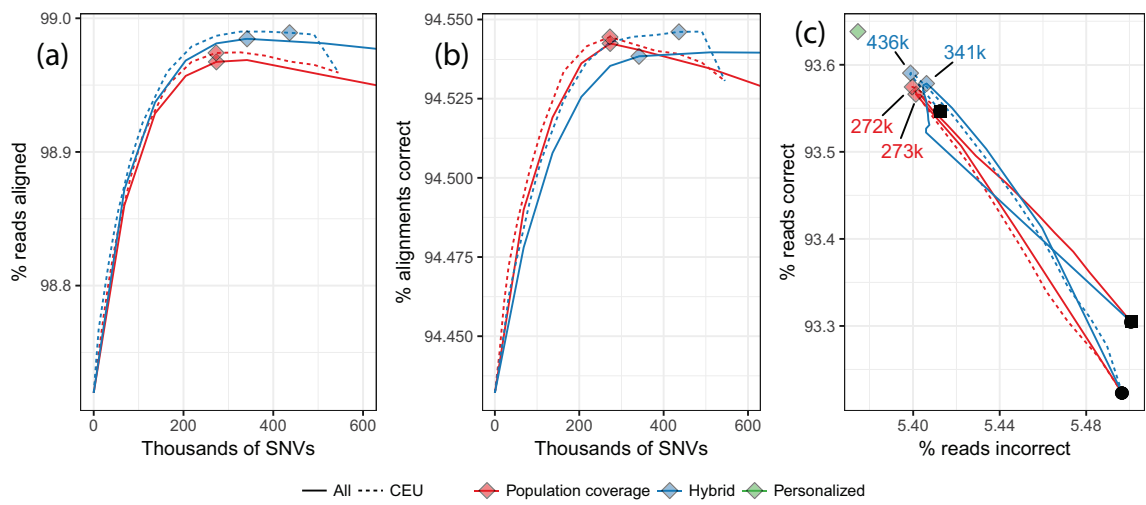 (a)
% reads aligned
99.0
98.9
98.8
0
200
400
600
Thousands of SNVs
(b)
% alignments correct
94.550
94.525
94.500
94.475
94.450
0
200
400
600
Thousands of SNVs
(c)
% reads correct
93.6
93.5
93.4
93.3
436k
341k
272k
273k
5.40
5.44
5.48
% reads incorrect
All CEU Population coverage Hybrid Personalized